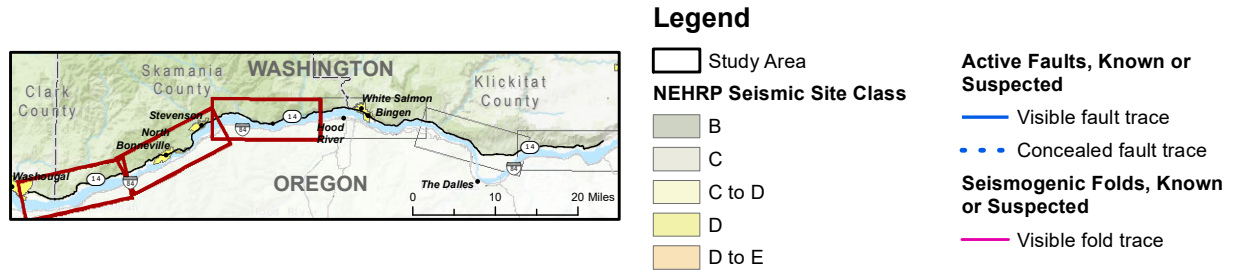 Clark
County
Skamania
County
WASHINGTON
Klickitat
County
Stevenson
North
Bonneville
Washougal
14
84
14
84
White Salmon
Bingen
Hood
River
14
84
The Dalles
OREGON
0 10 20 Miles
Legend
Study Area
NEHRP Seismic Site Class
B
C
C to D
D
D to E
Active Faults, Known or
Suspected
Visible fault trace
Concealed fault trace
Seismogenic Folds, Known
or Suspected
Visible fold trace